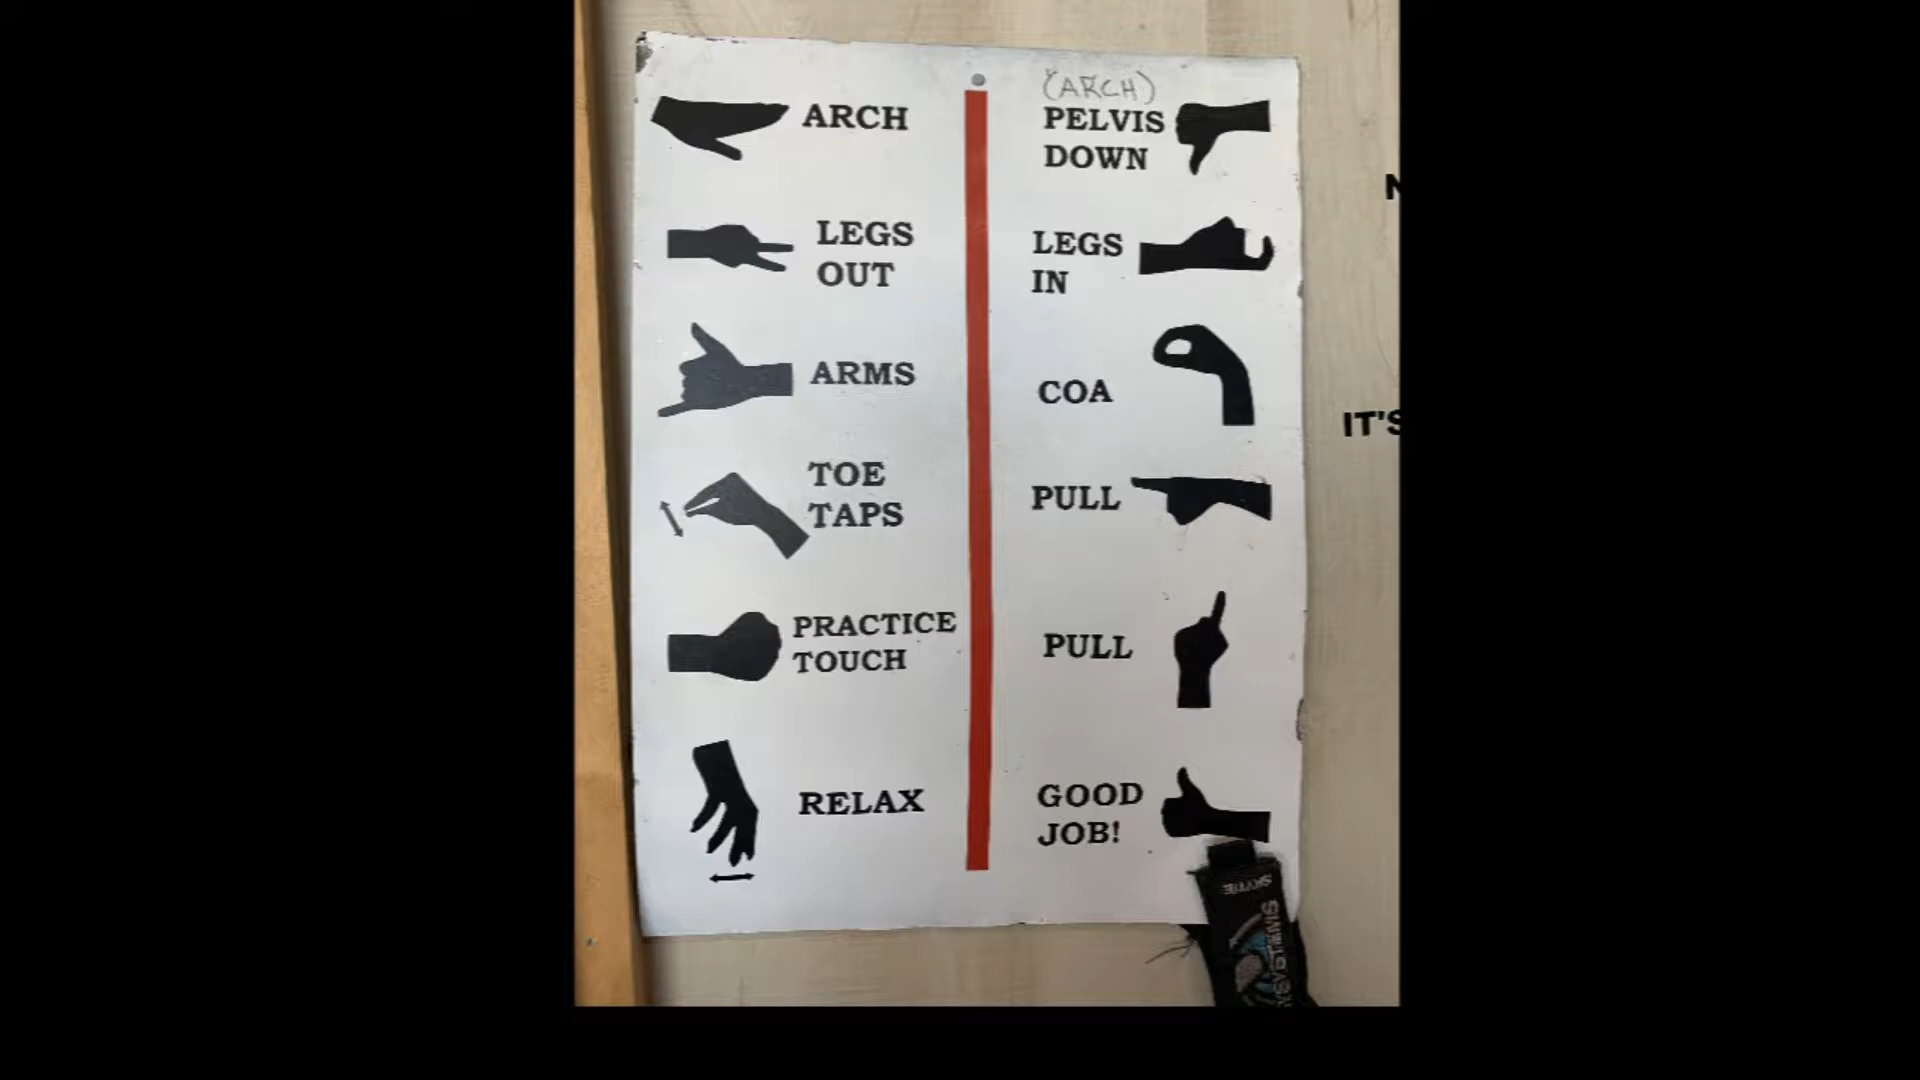 ARCH
LEGS
OUT
ARMS
TOE
TAPS
PRACTICE
TOUCH
RELAX
(ARCH)
PELVIS
DOWN
LEGS
IN
COA
PULL
PULL
GOOD
JOB!
IT'S